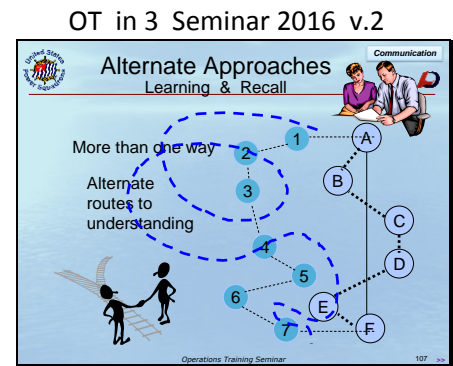 OT in 3 Seminar 2016 v.2
United States
Power Squadrons
Communication
Alternate Approaches
Learning & Recall
More than one way
Alternate
routes to
understanding
1
2
3
4
5
6
7
A
B
C
D
E
F
Operations Training Seminar
107 >>